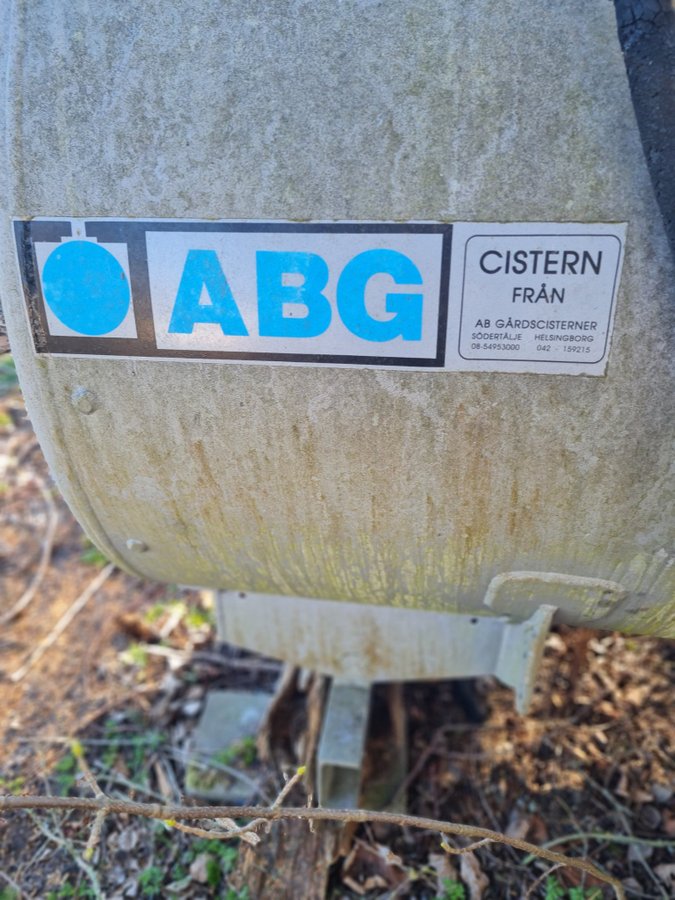 ABG
CISTERN
FRÅN
AB GÅRDSCISTERNER
SÖDERTÄLJE HELSINGBORG
08-54953000 042 - 159215